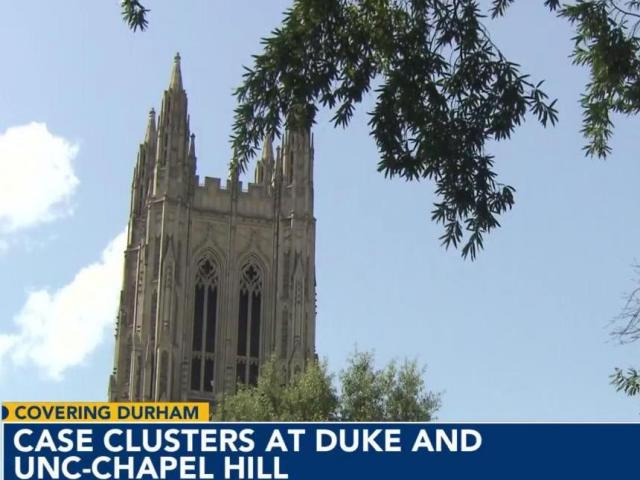 COVERING DURHAM
CASE CLUSTERS AT DUKE AND
UNC-CHAPEL HILL